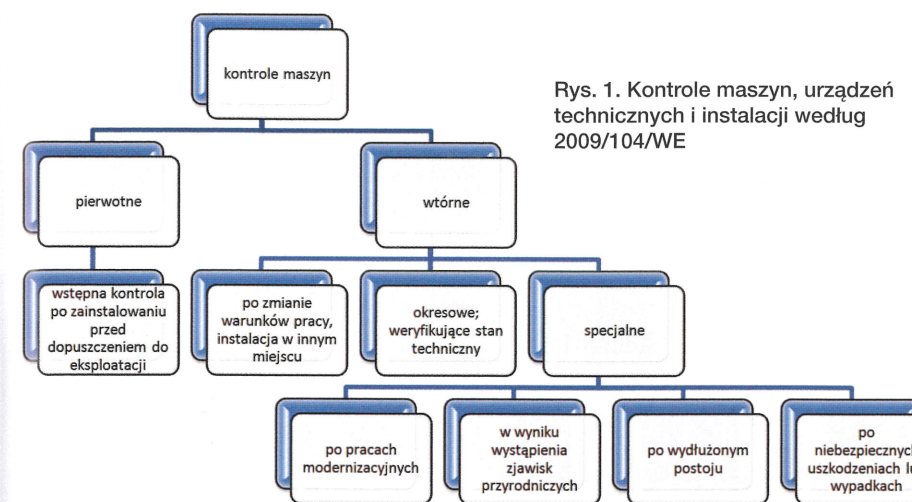 kontrole maszyn
Rys. 1. Kontrole maszyn, urządzeń
technicznych i instalacji według
2009/104/WE
pierwotne
wtórne
wstępna kontrola
po zainstalowaniu
przed
dopuszczeniem do
eksploatacji
po zmianie
warunków pracy,
instalacja w innym
miejscu
okresowe;
weryfikujące stan
techniczny
specjalne
po pracach
modernizacyjnych
w wyniku
wystąpienia
zjawisk
przyrodniczych
po wydłużonym
postoju
po
niebezpiecznych
uszkodzeniach lu
wypadkach